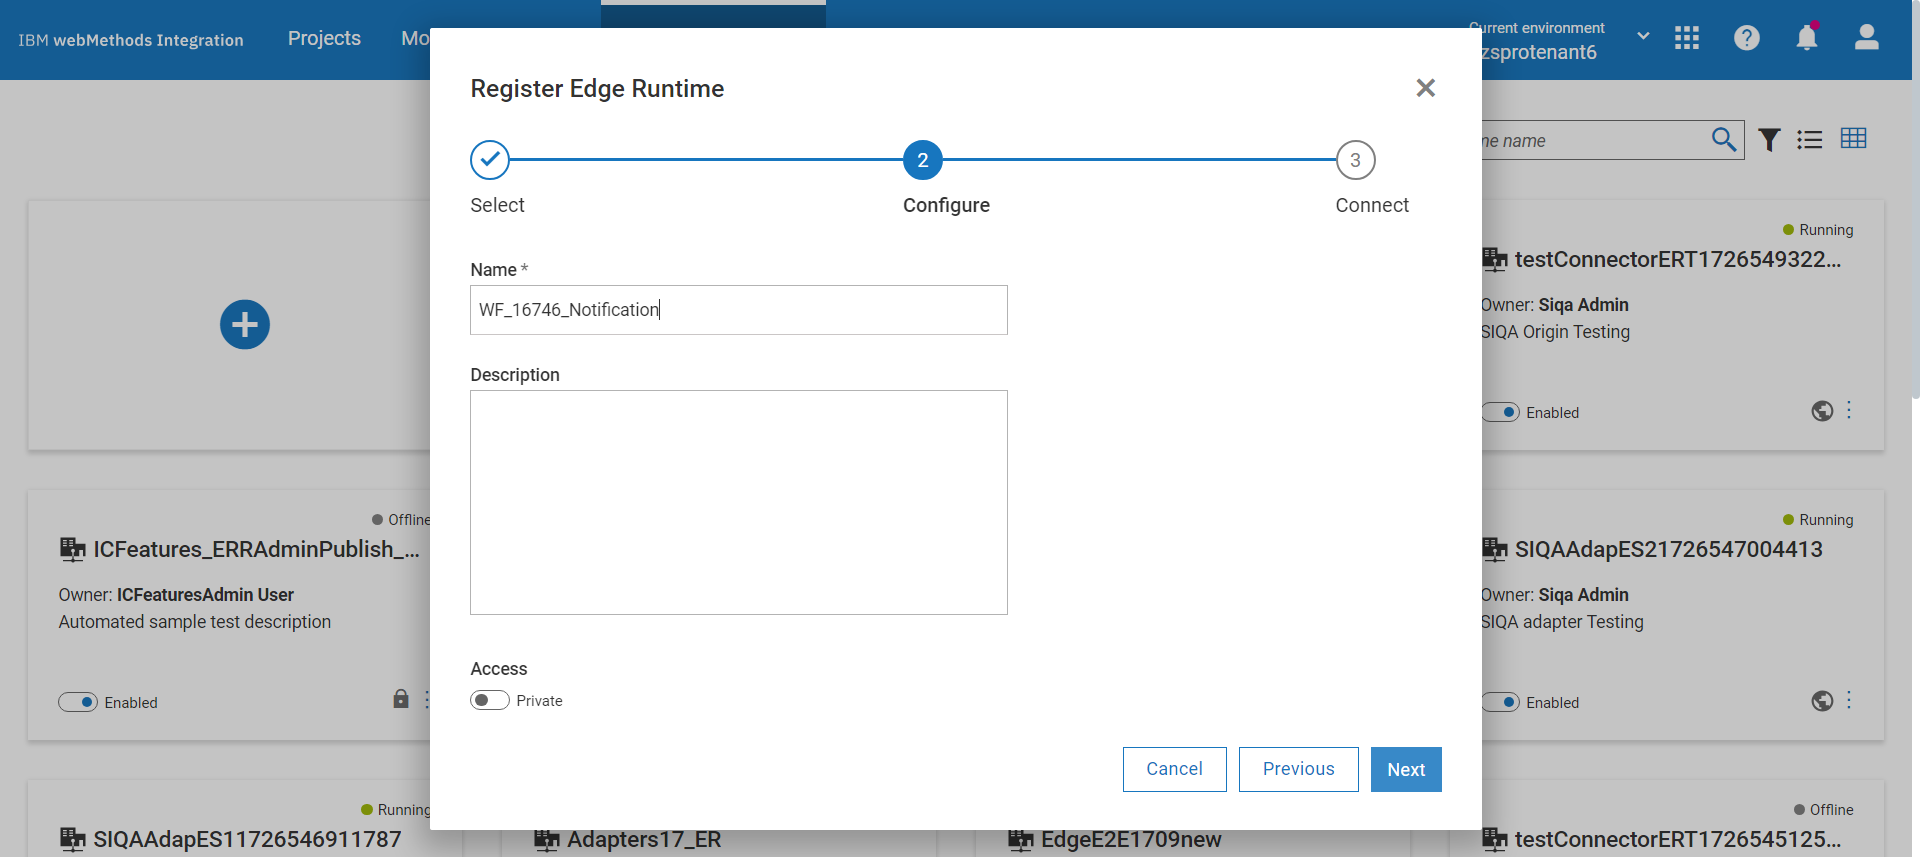 IBM webMethods Integration
Projects
Mo
Current environment
zsprotenant6
Register Edge Runtime
2
3
Select
Configure
Connect
Name *
WF_16746_Notification
Description
Access
Private
Cancel
Previous
Next
me name
Running
testConnectorERT1726549322...
Owner: Siqa Admin
SIQA Origin Testing
Enabled
Offline
ICFeatures_ERRAdminPublish_...
Owner: ICFeaturesAdmin User
Automated sample test description
Enabled
Running
SIQAAdapES21726547004413
Owner: Siqa Admin
SIQA adapter Testing
Enabled
Running
SIQAAdapES11726546911787
Adapters17_ER
EdgeE2E1709new
Offline
testConnectorERT1726545125...